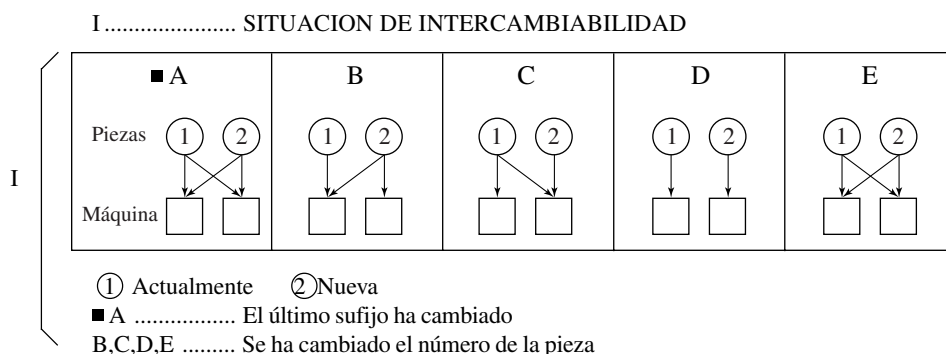 I ...................... SITUACION DE INTERCAMBIABILIDAD
■ A B C D E
Piezas 1 2 1 2 1 2 1 2 1 2
I
Máquina
1 Actualmente 2 Nueva
■ A ................. El último sufijo ha cambiado
B,C,D,E ......... Se ha cambiado el número de la pieza